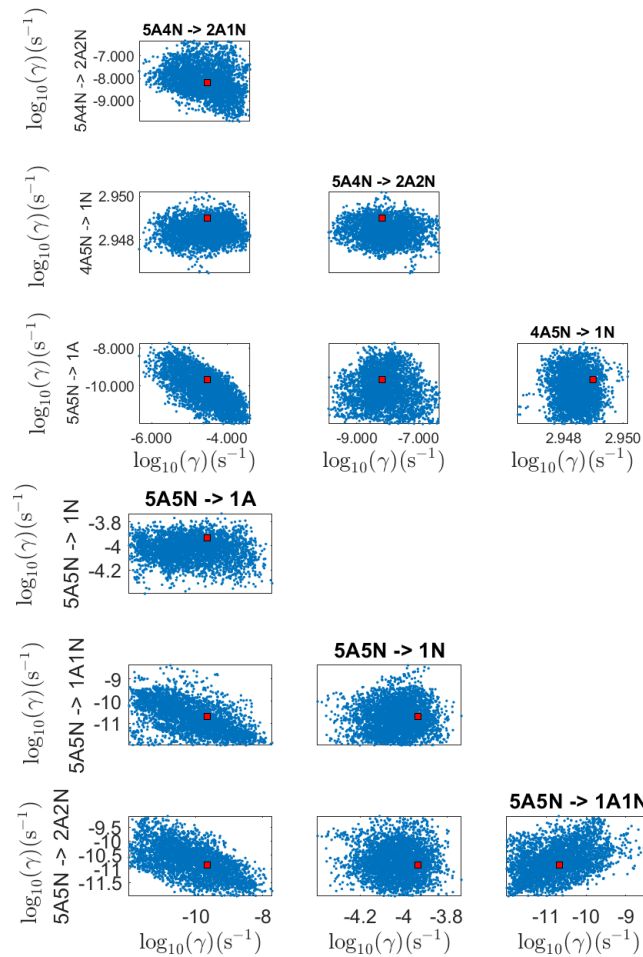 5A4N -> 2A1N
log₁₀(γ)(s⁻¹)
5A4N -> 2A2N
-7.000
-8.000
-9.000
5A4N -> 2A2N
log₁₀(γ)(s⁻¹)
4A5N -> 1N
2.950
2.948
4A5N -> 1N
log₁₀(γ)(s⁻¹)
5A5N -> 1A
-8.000
-10.000
-6.000 -4.000
log₁₀(γ)(s⁻¹)
-9.000 -7.000
log₁₀(γ)(s⁻¹)
2.948 2.950
log₁₀(γ)(s⁻¹)
5A5N -> 1A
log₁₀(γ)(s⁻¹)
5A5N -> 1N
-3.8
-4
-4.2
5A5N -> 1N
log₁₀(γ)(s⁻¹)
5A5N -> 1A1N
-9
-10
-11
5A5N -> 1A1N
log₁₀(γ)(s⁻¹)
5A5N -> 2A2N
-9.5
-10.5
-11.5
-10 -8
log₁₀(γ)(s⁻¹)
-4.2 -4 -3.8
log₁₀(γ)(s⁻¹)
-11 -10 -9
log₁₀(γ)(s⁻¹)